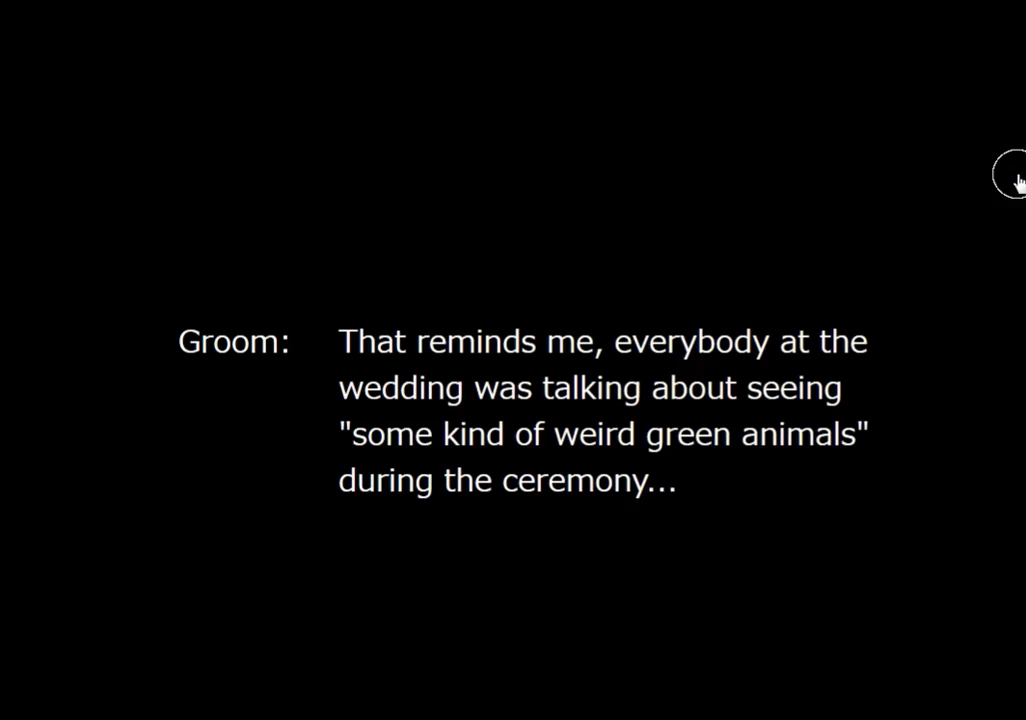 Groom: That reminds me, everybody at the
wedding was talking about seeing
"some kind of weird green animals"
during the ceremony...